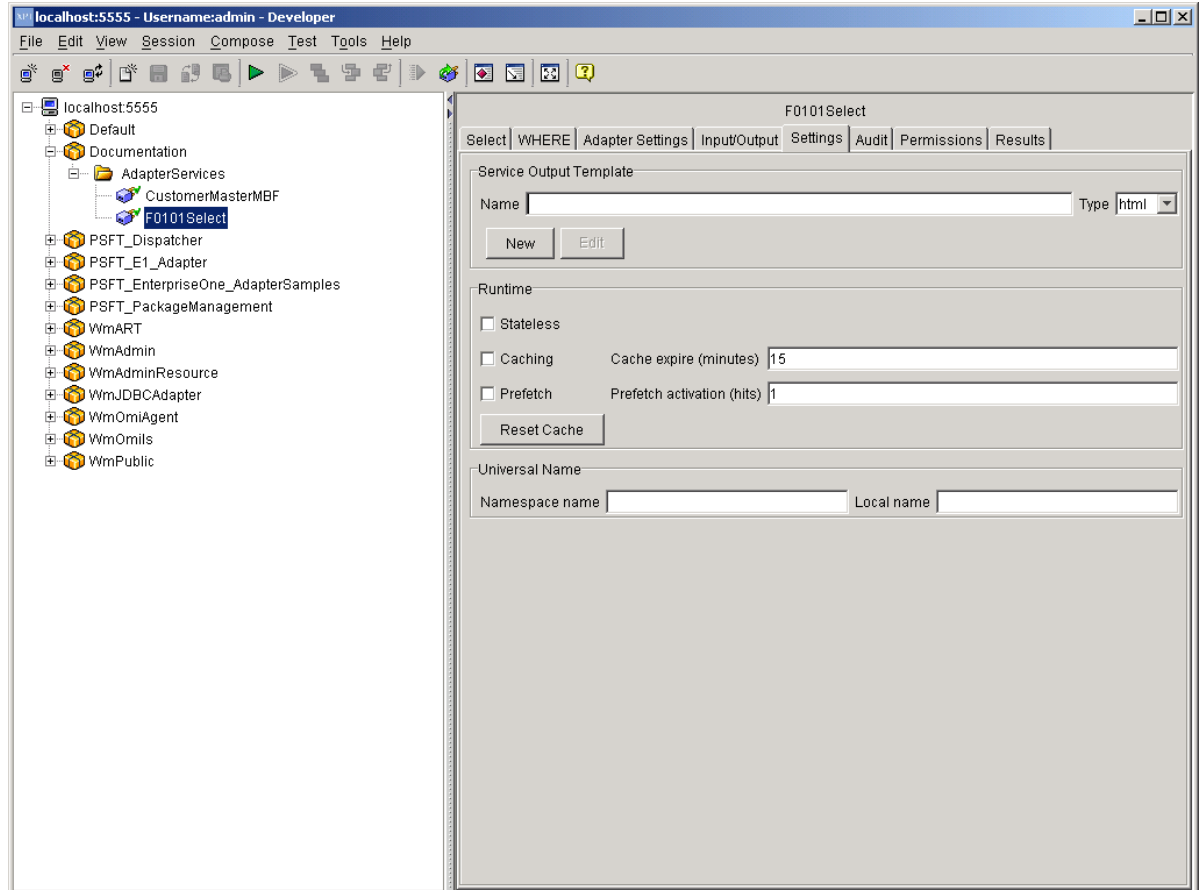 localhost:5555 - Username:admin - Developer
File Edit View Session Compose Test Tools Help
localhost:5555
Default
Documentation
AdapterServices
CustomerMasterMBF
F0101Select
PSFT_Dispatcher
PSFT_E1_Adapter
PSFT_EnterpriseOne_AdapterSamples
PSFT_PackageManagement
WmART
WmAdmin
WmAdminResource
WmJDBCAdapter
WmOmiAgent
WmOmils
WmPublic
F0101Select
Select WHERE Adapter Settings Input/Output Settings Audit Permissions Results
Service Output Template
Name Type html
New Edit
Runtime
Stateless
Caching Cache expire (minutes) 15
Prefetch Prefetch activation (hits) 1
Reset Cache
Universal Name
Namespace name Local name